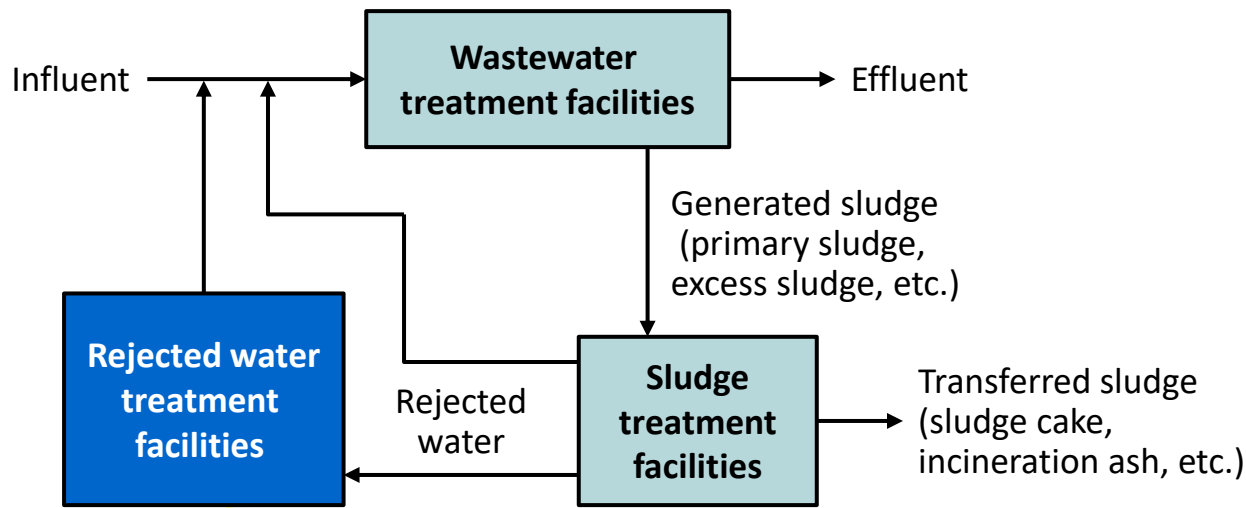 Influent
Wastewater
treatment facilities
Effluent
Generated sludge
(primary sludge,
excess sludge, etc.)
Rejected water
treatment
facilities
Rejected
water
Sludge
treatment
facilities
Transferred sludge
(sludge cake,
incineration ash, etc.)